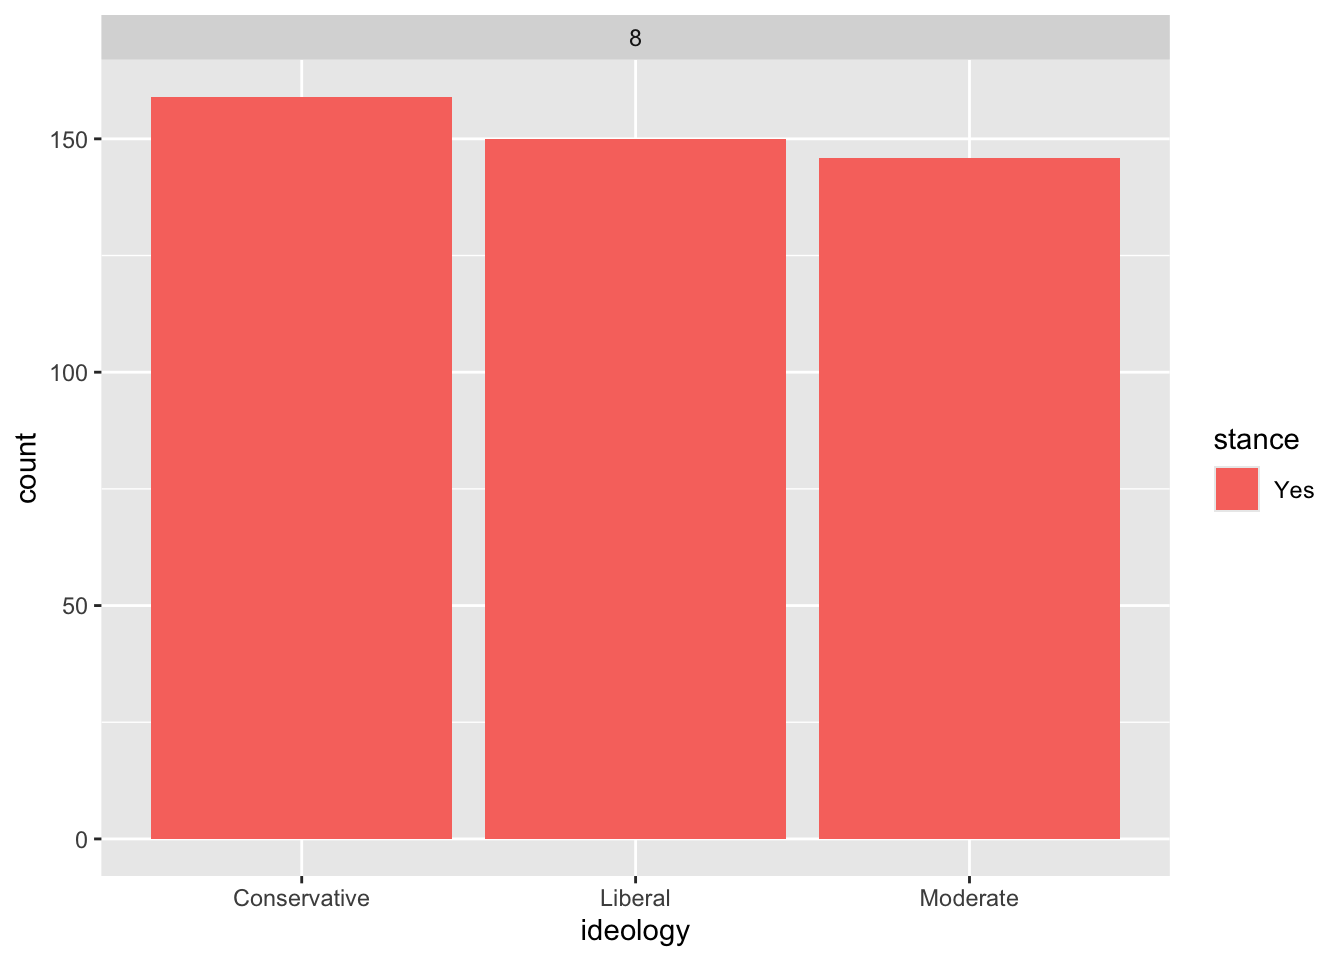 8
150
100
50
0
count
Conservative
Liberal
Moderate
ideology
stance
Yes